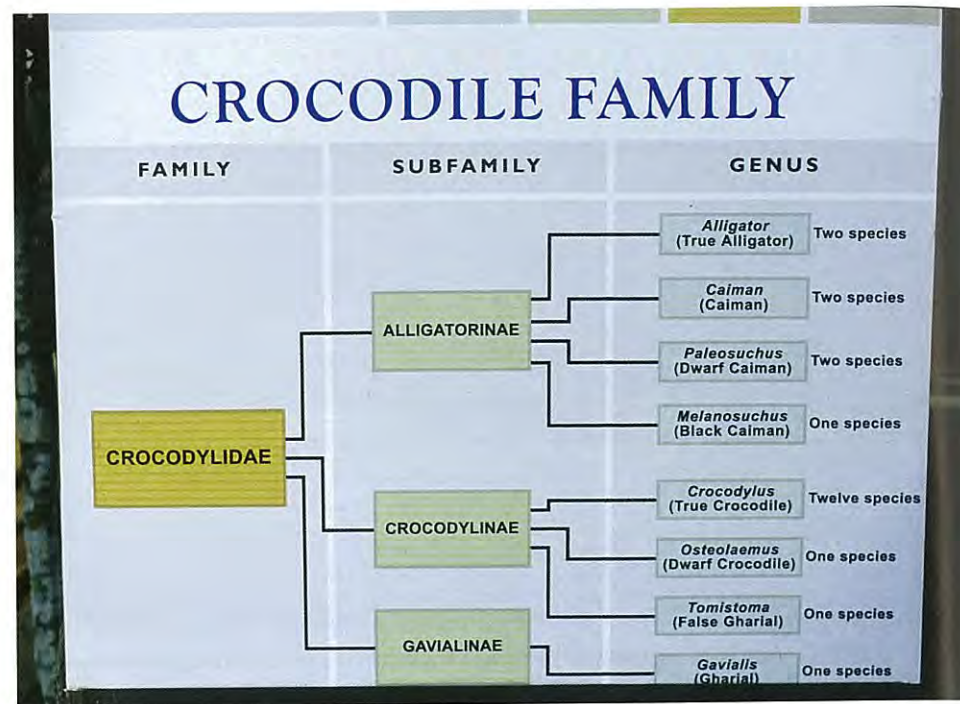 CROCODILE FAMILY
FAMILY
SUBFAMILY
GENUS
Alligator
(True Alligator)
Two species
Caiman
(Caiman)
Two species
ALLIGATORINAE
Paleosuchus
(Dwarf Caiman)
Two species
Melanosuchus
(Black Caiman)
One species
CROCODYLIDAE
Crocodylus
(True Crocodile)
Twelve species
CROCODYLINAE
Osteolaemus
(Dwarf Crocodile)
One species
Tomistoma
(False Gharial)
One species
GAVIALINAE
Gavialis
(Gharial)
One species